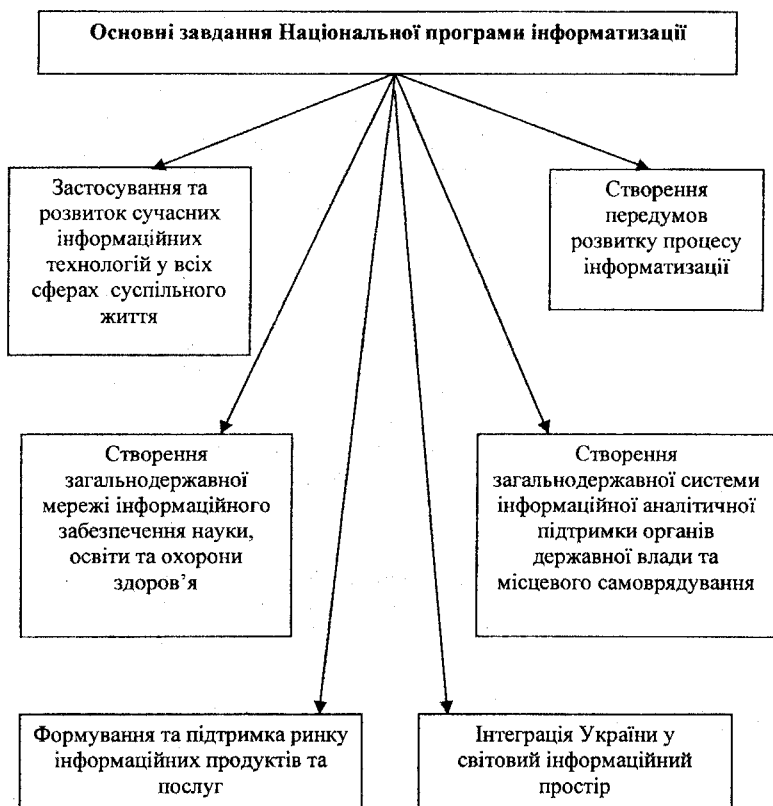 Основні завдання Національної програми інформатизації
Застосування та
розвиток сучасних
інформаційних
технологій у всіх
сферах суспільного
життя
Створення
передумов
розвитку процесу
інформатизації
Створення
загальнодержавної
мережі інформаційного
забезпечення науки,
освіти та охорони
здоров’я
Створення
загальнодержавної системи
інформаційної аналітичної
підтримки органів
державної влади та
місцевого самоврядування
Формування та підтримка ринку
інформаційних продуктів та
послуг
Інтеграція України у
світовий інформаційний
простір